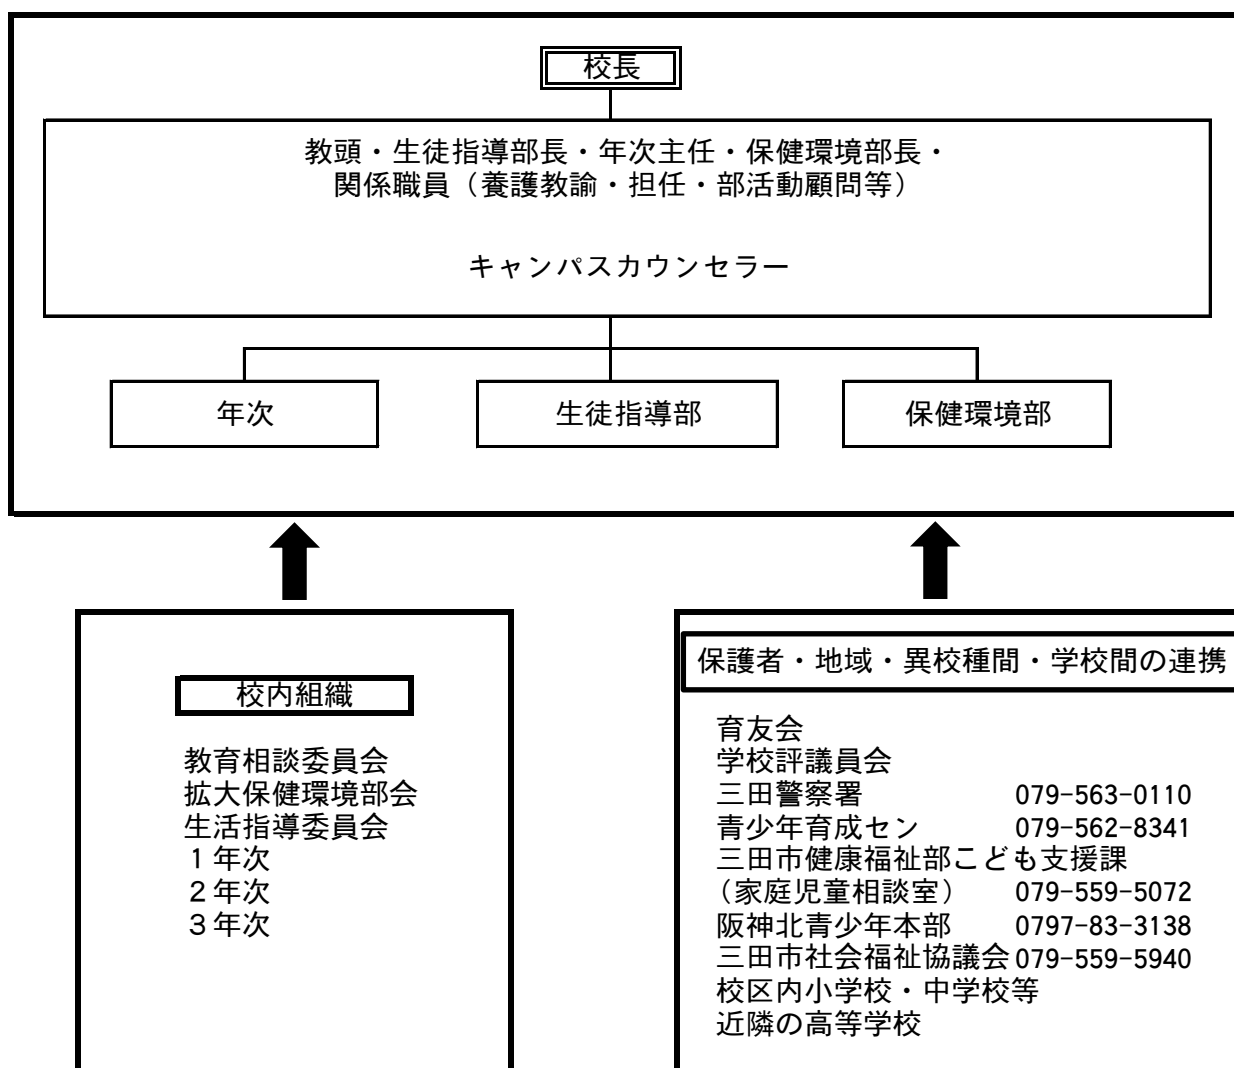 校長
教頭・生徒指導部長・年次主任・保健環境部長・
関係職員（養護教諭・担任・部活動顧問等）
キャンパスカウンセラー
年次
生徒指導部
保健環境部
校内組織
教育相談委員会
拡大保健環境部会
生活指導委員会
１年次
２年次
３年次
保護者・地域・異校種間・学校間の連携
育友会
学校評議員会
三田警察署 079-563-0110
青少年育成セン 079-562-8341
三田市健康福祉部こども支援課
（家庭児童相談室） 079-559-5072
阪神北青少年本部 0797-83-3138
三田市社会福祉協議会 079-559-5940
校区内小学校・中学校等
近隣の高等学校